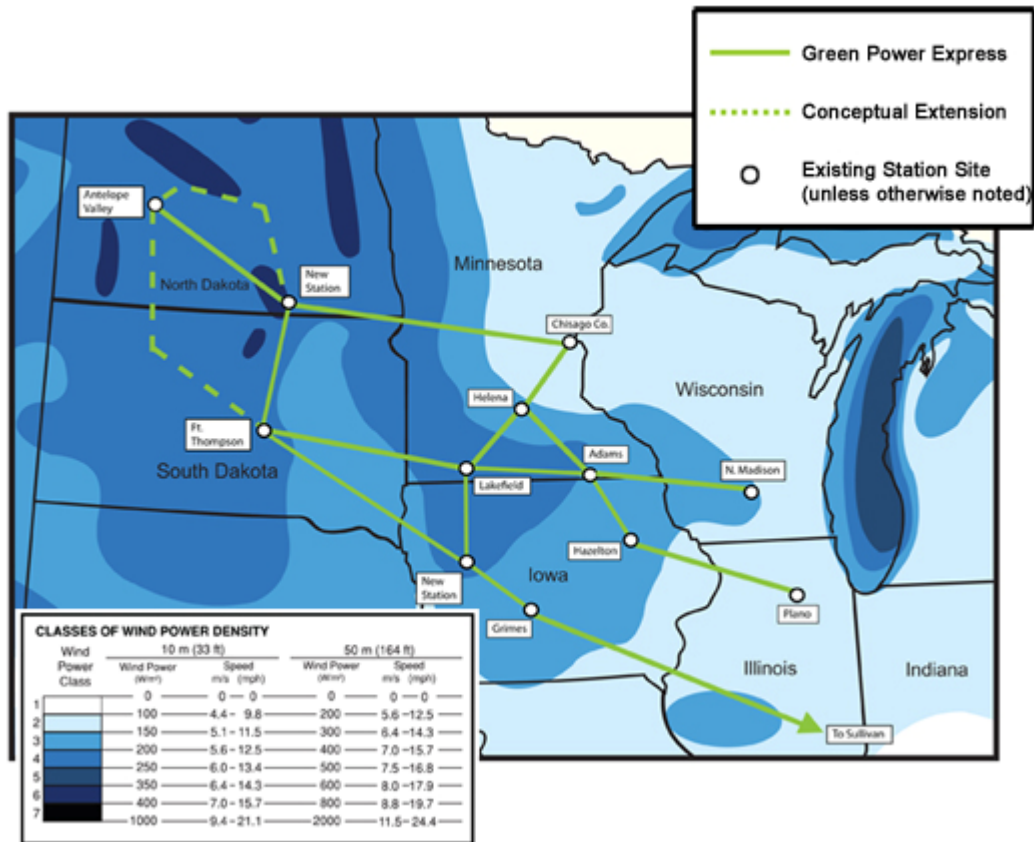 Green Power Express
Conceptual Extension
Existing Station Site
(unless otherwise noted)
Antelope
Valley
North Dakota
New
Station
Minnesota
Chisago Co.
Wisconsin
Helena
Ft.
Thompson
South Dakota
Adams
N. Madison
Lakefield
Hazelton
New
Station
Iowa
Grimes
Plano
Illinois
Indiana
To Sullivan
CLASSES OF WIND POWER DENSITY
Wind
Power
Class
10 m (33 ft)
50 m (164 ft)
Wind Power
(W/m²)
Speed
m/s (mph)
Wind Power
(W/m²)
Speed
m/s (mph)
0 0 0 0 0 0
1
100 4.4 - 9.8 200 5.6 - 12.5
2
150 5.1 - 11.5 300 6.4 - 14.3
3
200 5.6 - 12.5 400 7.0 - 15.7
4
250 6.0 - 13.4 500 7.5 - 16.8
5
350 6.4 - 14.3 600 8.0 - 17.9
6
400 7.0 - 15.7 800 8.8 - 19.7
7
1000 9.4 - 21.1 2000 11.5 - 24.4